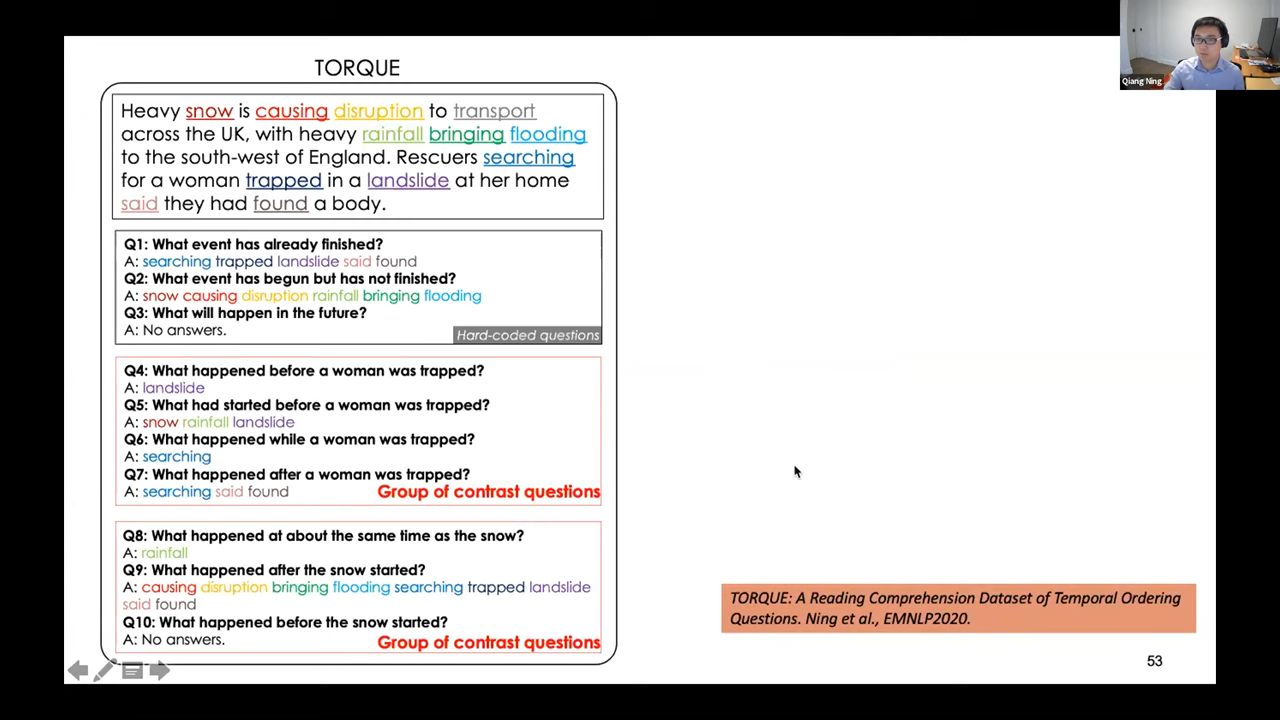 Qiang Ning
TORQUE
Heavy snow is causing disruption to transport
across the UK, with heavy rainfall bringing flooding
to the south-west of England. Rescuers searching
for a woman trapped in a landslide at her home
said they had found a body.
Q1: What event has already finished?
A: searching trapped landslide said found
Q2: What event has begun but has not finished?
A: snow causing disruption rainfall bringing flooding
Q3: What will happen in the future?
A: No answers.
Hard-coded questions
Q4: What happened before a woman was trapped?
A: landslide
Q5: What had started before a woman was trapped?
A: snow rainfall landslide
Q6: What happened while a woman was trapped?
A: searching
Q7: What happened after a woman was trapped?
A: searching said found
Group of contrast questions
Q8: What happened at about the same time as the snow?
A: rainfall
Q9: What happened after the snow started?
A: causing disruption bringing flooding searching trapped landslide
said found
Q10: What happened before the snow started?
A: No answers.
Group of contrast questions
TORQUE: A Reading Comprehension Dataset of Temporal Ordering
Questions. Ning et al., EMNLP2020.
53